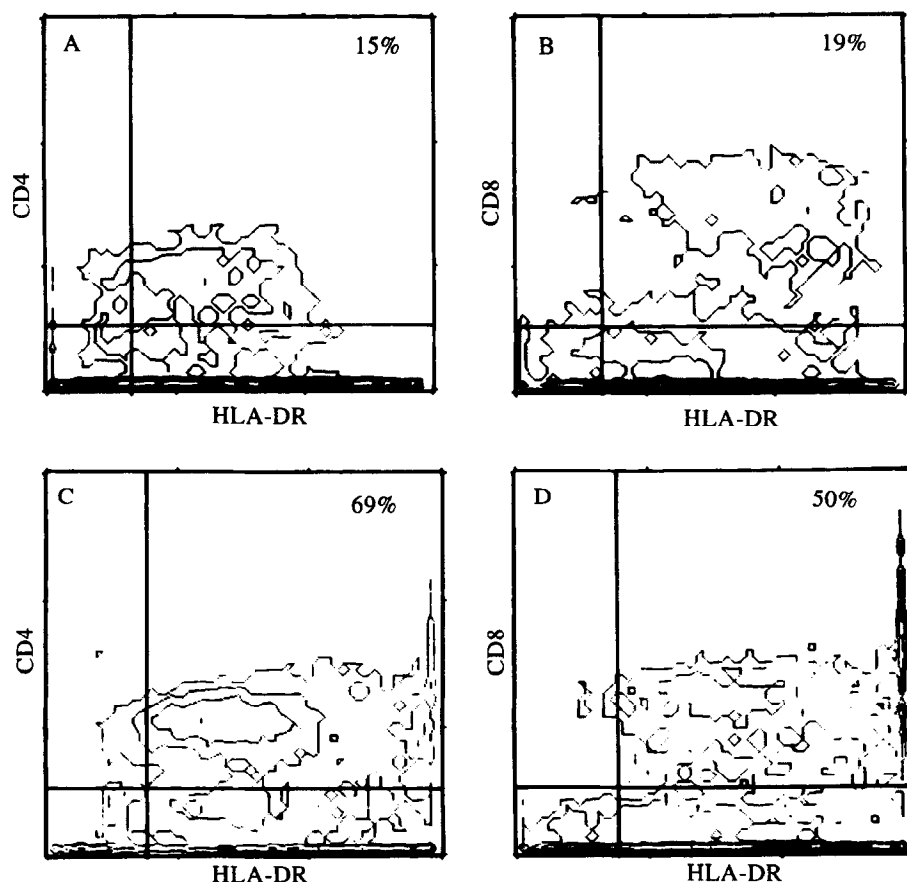 A 15%
CD4
HLA-DR
B 19%
CD8
HLA-DR
C 69%
CD4
HLA-DR
D 50%
CD8
HLA-DR